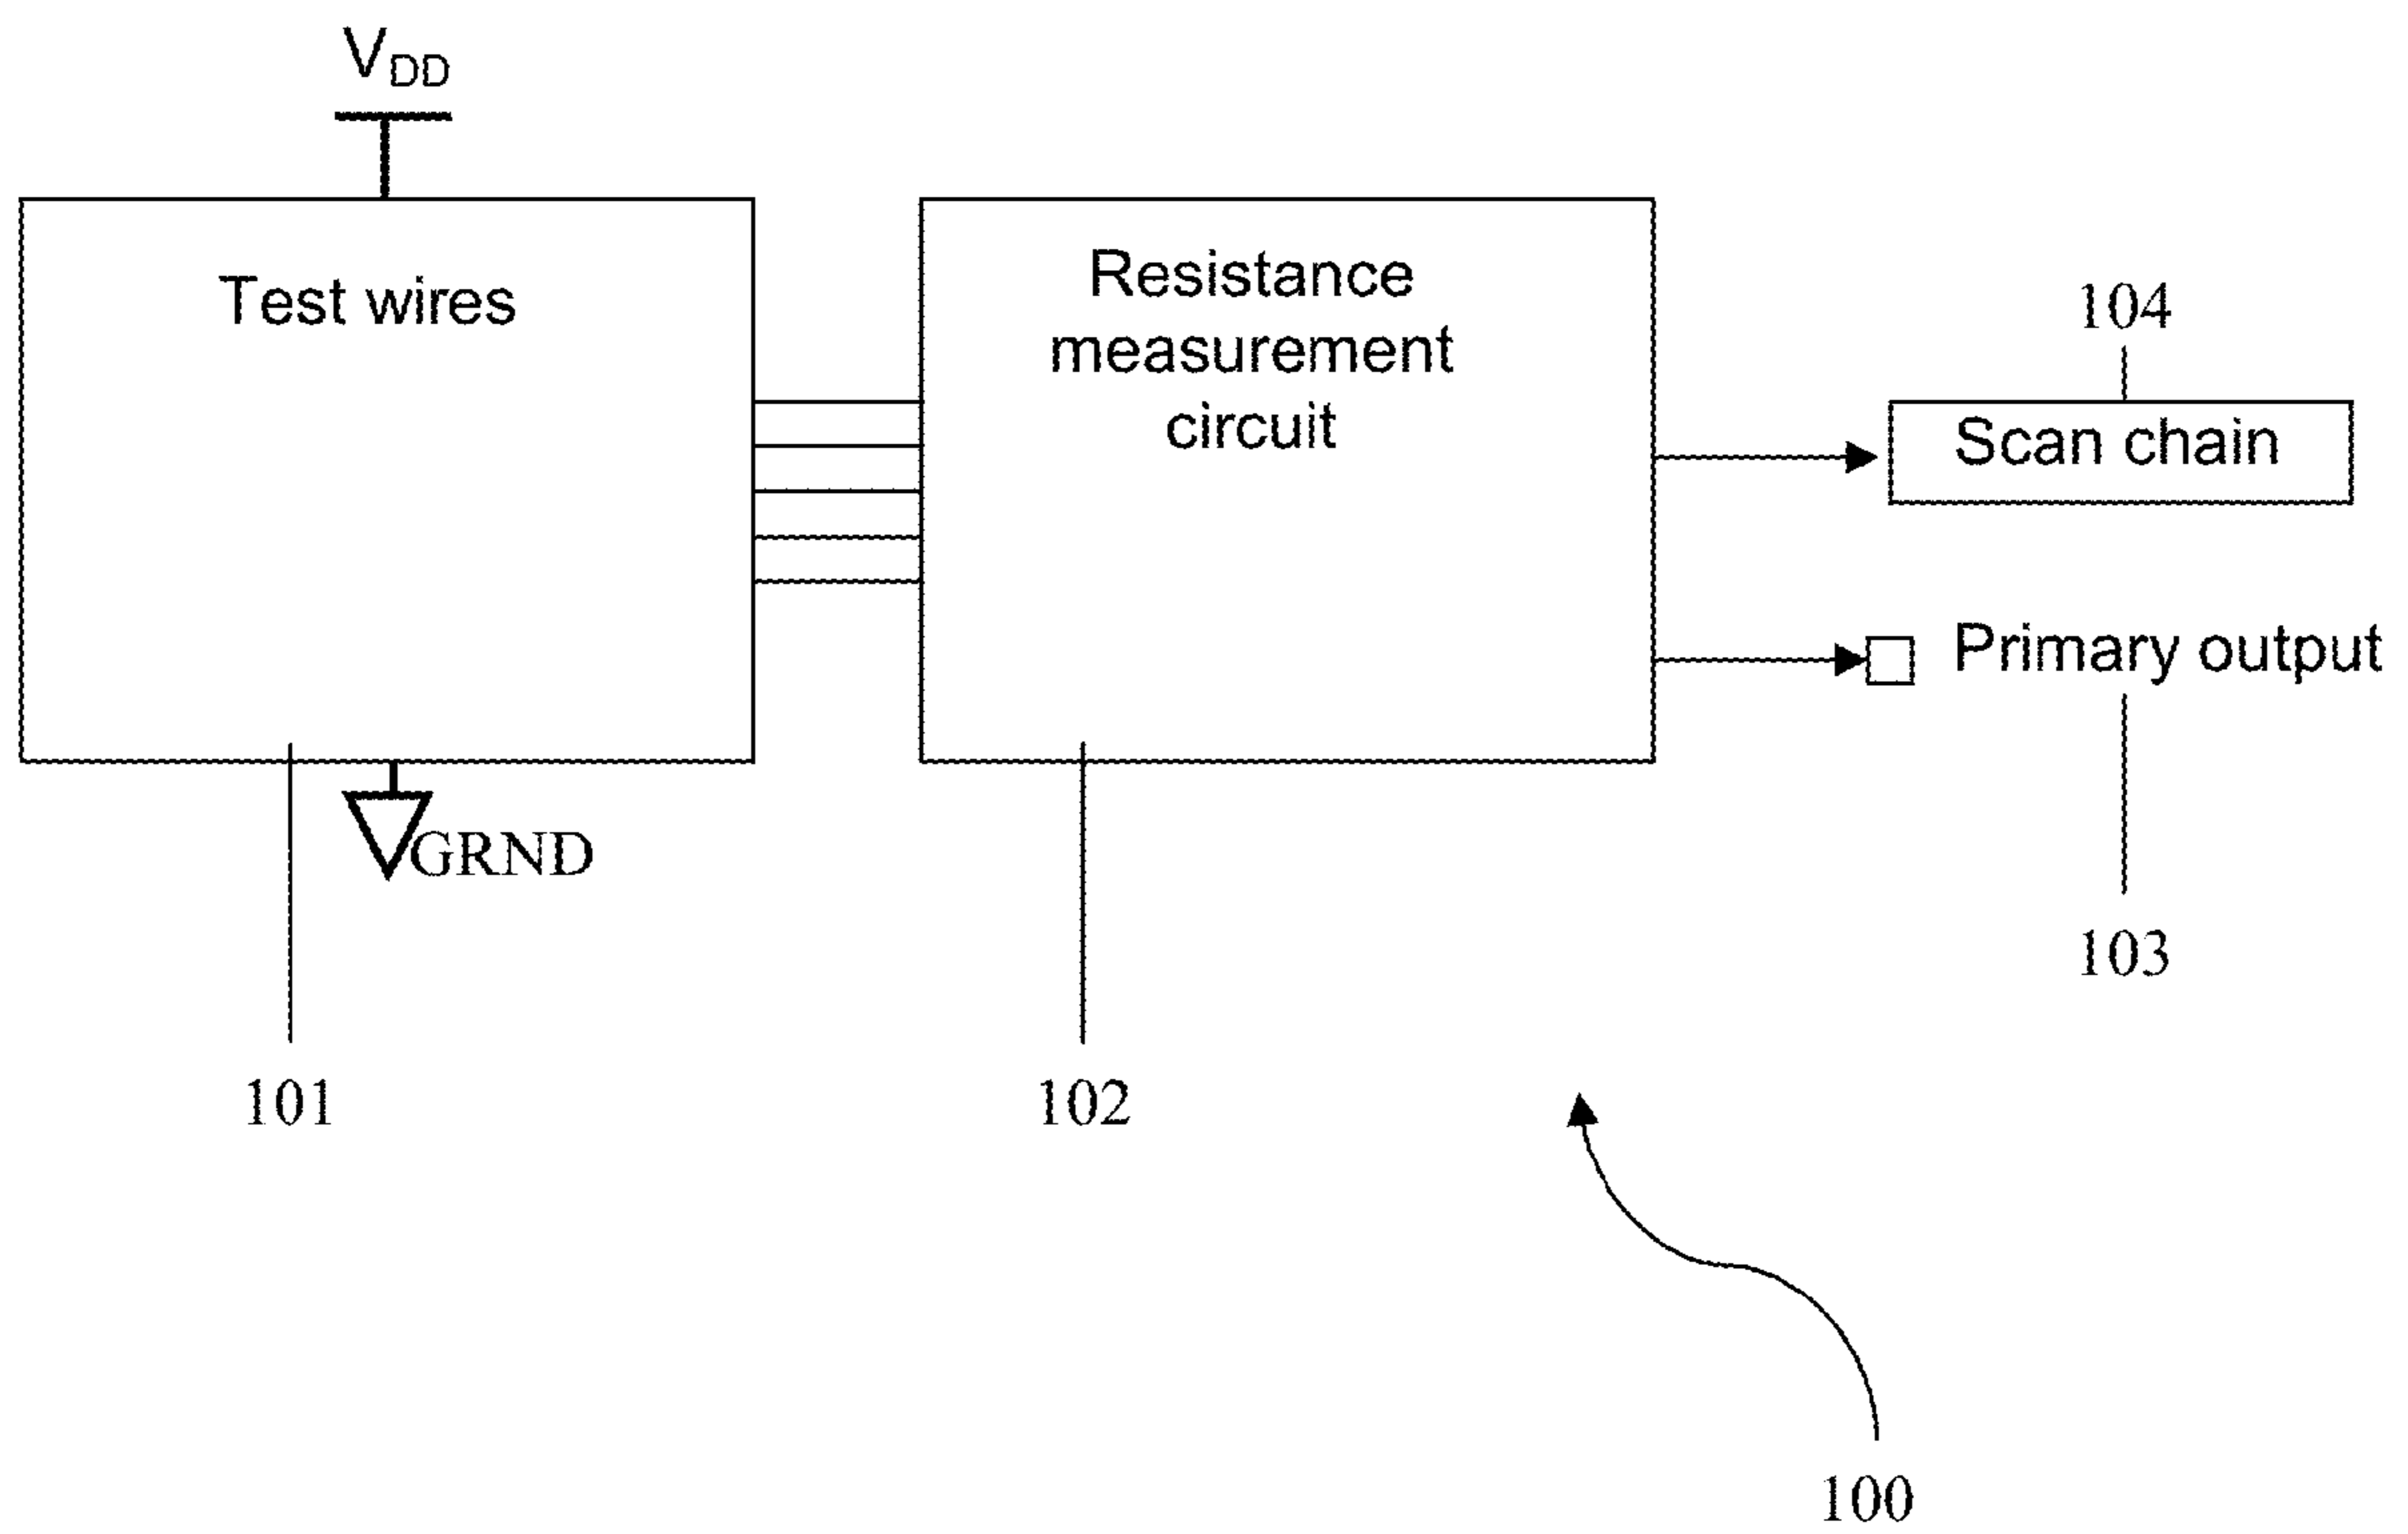 VDD
Test wires
Resistance
measurement
circuit
104
Scan chain
Primary output
GRND
103
101
102
100